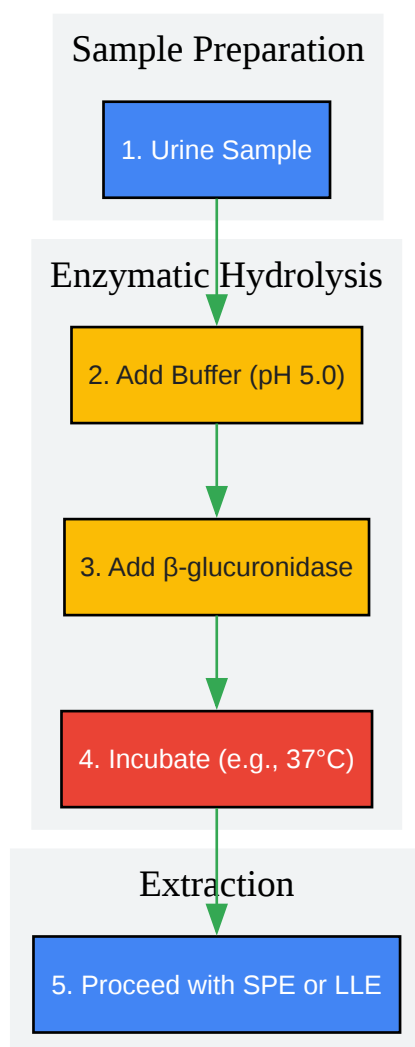 Sample Preparation
1. Urine Sample
Enzymatic Hydrolysis
2. Add Buffer (pH 5.0)
3. Add β-glucuronidase
4. Incubate (e.g., 37°C)
Extraction
5. Proceed with SPE or LLE